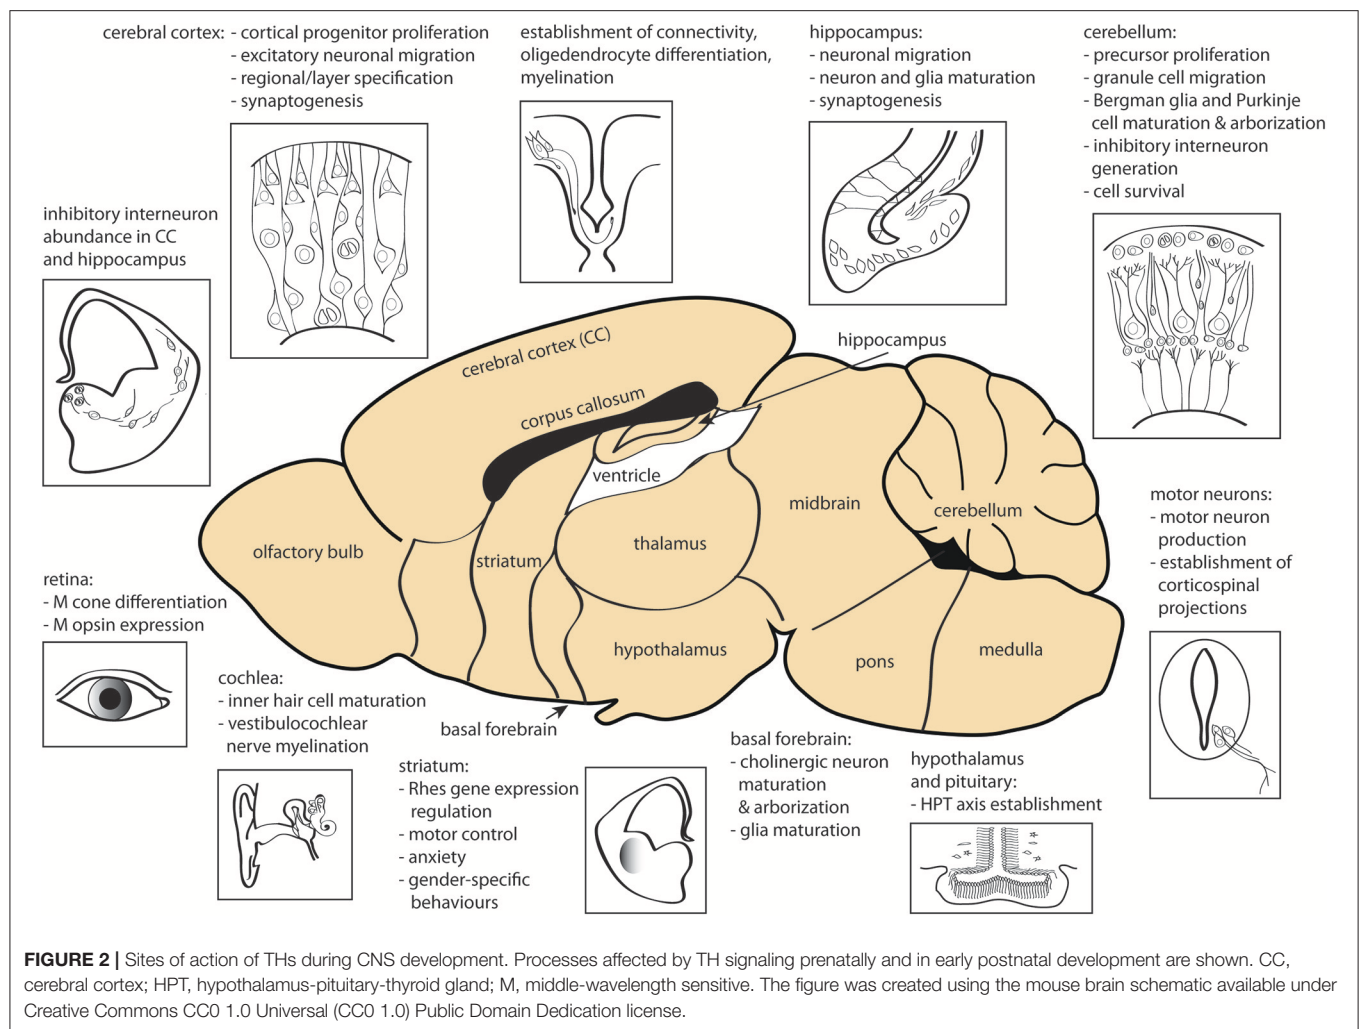 cerebral cortex: - cortical progenitor proliferation
- excitatory neuronal migration
- regional/layer specification
- synaptogenesis
establishment of connectivity,
oligedendrocyte differentiation,
myelination
hippocampus:
- neuronal migration
- neuron and glia maturation
- synaptogenesis
cerebellum:
- precursor proliferation
- granule cell migration
- Bergman glia and Purkinje
cell maturation & arborization
- inhibitory interneuron
generation
- cell survival
inhibitory interneuron
abundance in CC
and hippocampus
cerebral cortex (CC)
hippocampus
corpus callosum
ventricle
midbrain
cerebellum
olfactory bulb
striatum
thalamus
hypothalamus
pons
medulla
basal forebrain
motor neurons:
- motor neuron
production
- establishment of
corticospinal
projections
retina:
- M cone differentiation
- M opsin expression
cochlea:
- inner hair cell maturation
- vestibulocochlear
nerve myelination
striatum:
- Rhes gene expression
regulation
- motor control
- anxiety
- gender-specific
behaviours
basal forebrain:
- cholinergic neuron
maturation
& arborization
- glia maturation
hypothalamus
and pituitary:
- HPT axis establishment
FIGURE 2 | Sites of action of THs during CNS development. Processes affected by TH signaling prenatally and in early postnatal development are shown. CC,
cerebral cortex; HPT, hypothalamus-pituitary-thyroid gland; M, middle-wavelength sensitive. The figure was created using the mouse brain schematic available under
Creative Commons CC0 1.0 Universal (CC0 1.0) Public Domain Dedication license.